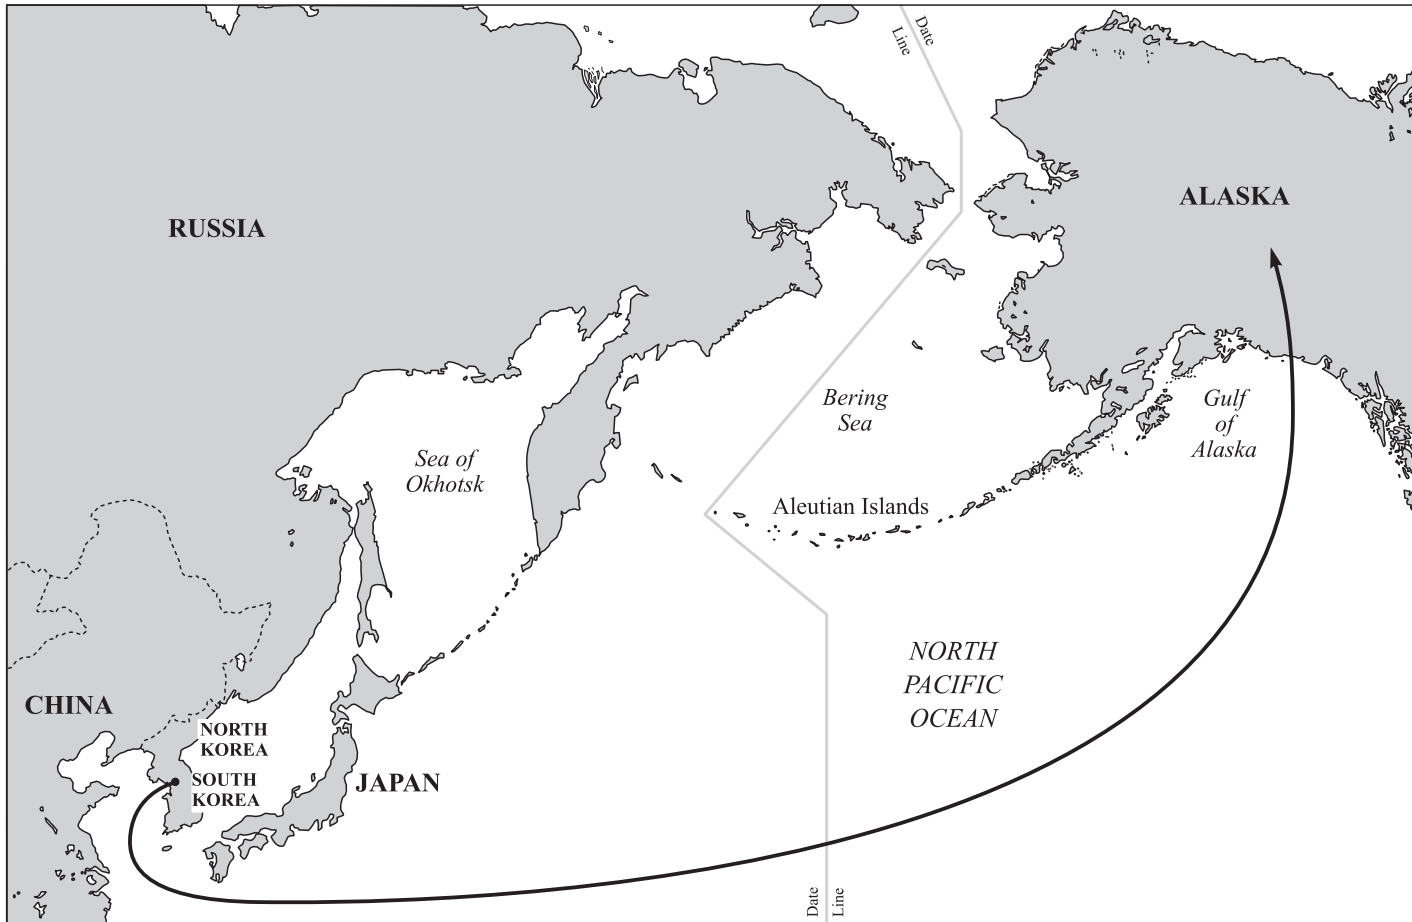 Date
Line
ALASKA
RUSSIA
Bering
Sea
Gulf
of
Alaska
Sea of
Okhotsk
Aleutian Islands
NORTH
PACIFIC
OCEAN
CHINA
NORTH
KOREA
SOUTH
KOREA
JAPAN
Date
Line